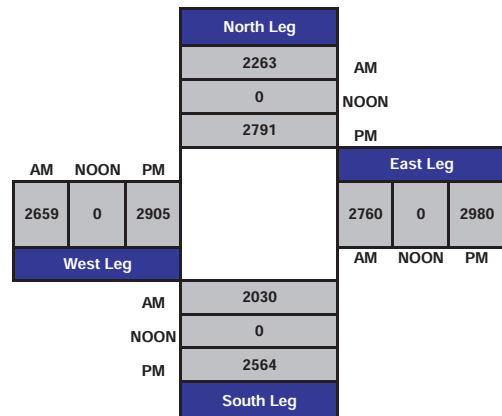 North Leg
2263 AM
0 NOON
2791 PM
AM NOON PM
East Leg
2659 0 2905
2760 0 2980
West Leg
AM NOON PM
AM 2030
NOON 0
PM 2564
South Leg